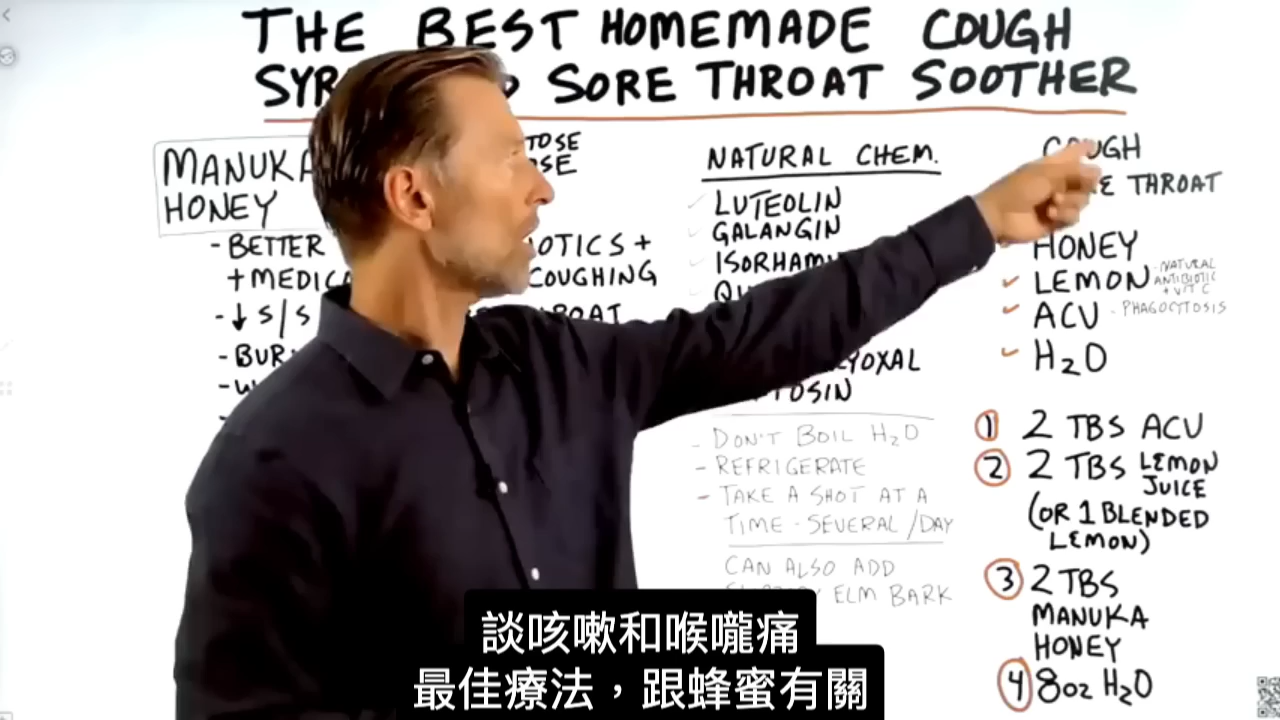 THE BEST HOMEMADE COUGH
SORE THROAT SOOTHER
MANUKA
HONEY
- BETTER
+ MEDICA
- ↓ S/S
- BUR
OTICS +
COUGHING
NATURAL CHEM.
LUTEOLIN
GALANGIN
- DON'T BOIL H2O
- REFRIGERATE
- TAKE A SHOT AT A
TIME - SEVERAL /DAY
CAN ALSO ADD
ELM BARK
COUGH
THROAT
HONEY
LEMON - NATURAL
ANTIBIOTIC
+ VIT C
ACV - PHAGOCYTOSIS
H2O
1 2 TBS ACV
2 2 TBS LEMON
JUICE
(OR 1 BLENDED
LEMON)
3 2 TBS
MANUKA
HONEY
4 8oz H2O
談咳嗽和喉嚨痛
最佳療法，跟蜂蜜有關